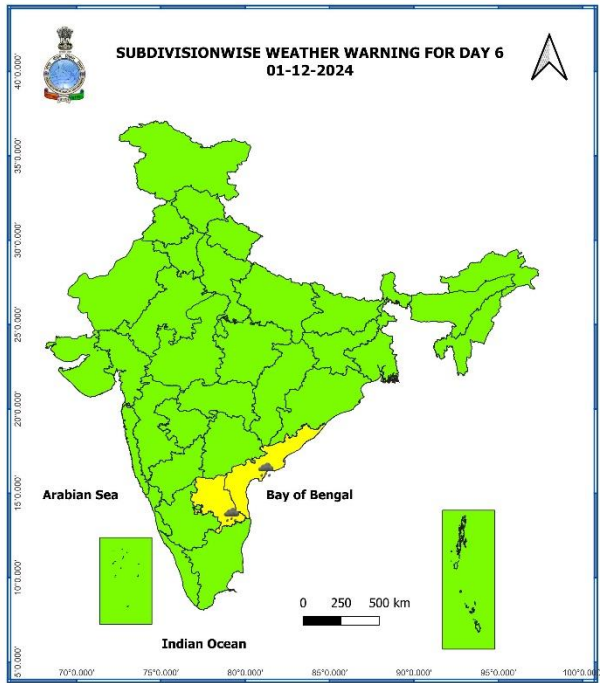 SUBDIVISIONWISE WEATHER WARNING FOR DAY 6
01-12-2024
40°0.000'
35°0.000'
30°0.000'
25°0.000'
20°0.000'
15°0.000'
10°0.000'
5°0.000'
Arabian Sea
Bay of Bengal
0 250 500 km
Indian Ocean
70°0.000' 75°0.000' 80°0.000' 85°0.000' 90°0.000' 95°0.000' 100°0.000'